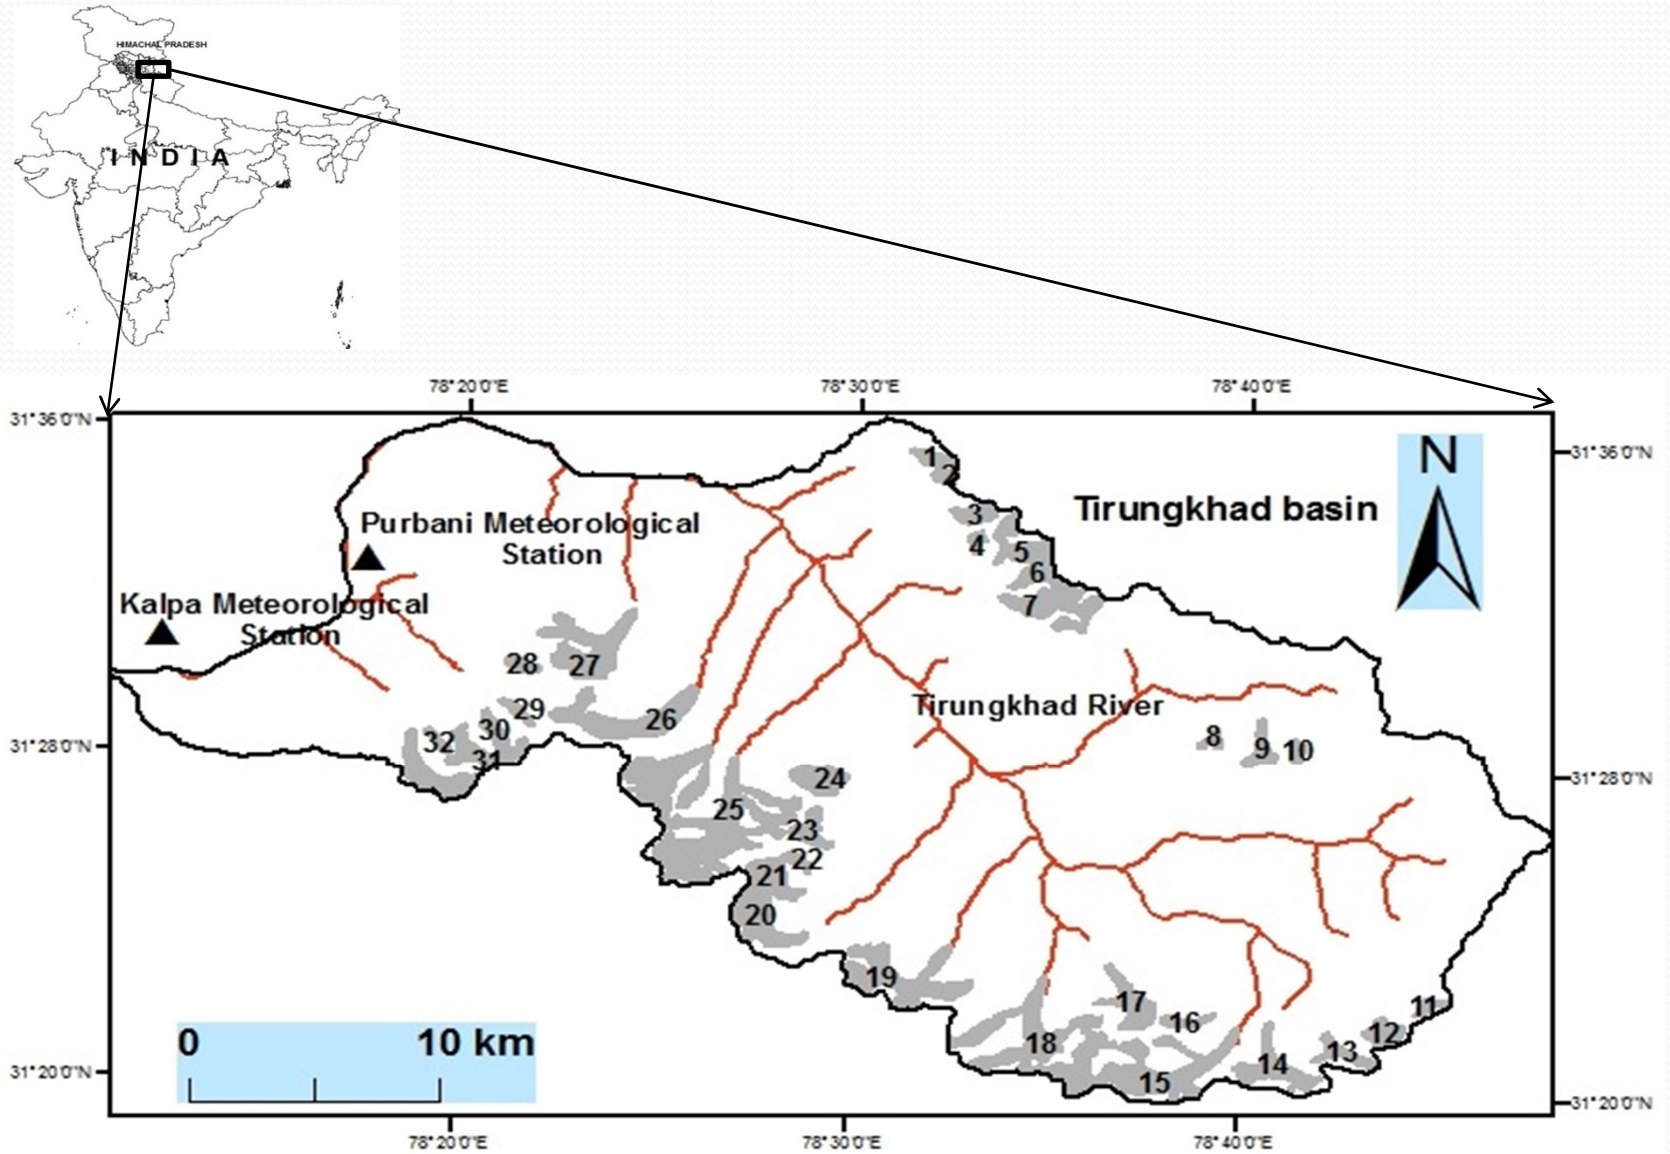 HIMACHAL PRADESH
INDIA
78°20'0"E
78°30'0"E
78°40'0"E
31°36'0"N
31°36'0"N
N
1
2
Tirungkhad basin
3
Purbani Meteorological
Station
4
5
6
Kalpa Meteorological
Station
7
28
27
Tirungkhad River
29
26
30
32
31
8
9
10
31°28'0"N
31°28'0"N
24
25
23
22
21
20
19
17
11
16
12
18
13
14
15
0
10 km
31°20'0"N
31°20'0"N
78°20'0"E
78°30'0"E
78°40'0"E